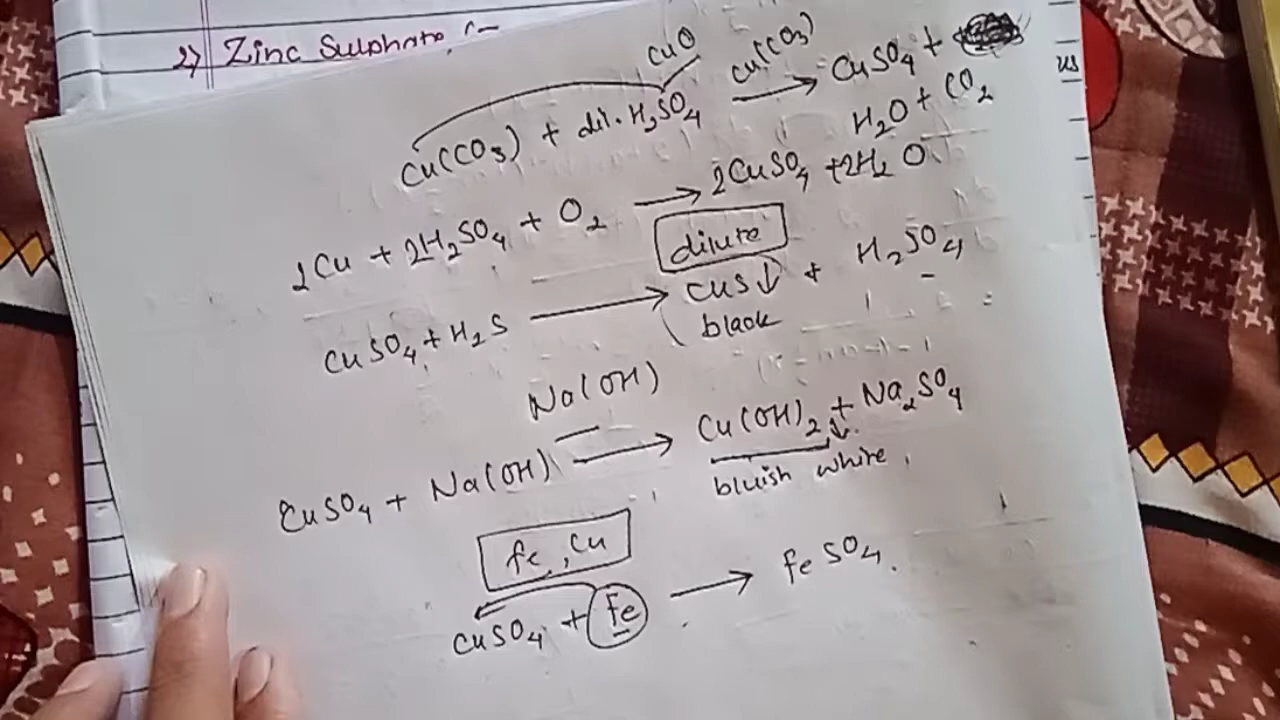 2) Zinc Sulphate :-
us
CuO
Cu(CO3)
Cu(CO3) + dil. H2SO4 → CuSO4 +
H2O + CO2
2Cu + 2H2SO4 + O2 → 2CuSO4 + 2H2O
dilute
CuSO4 + H2S → CuS↓ + H2SO4
black
Na(OH)
CuSO4 + Na(OH) → Cu(OH)2↓ + Na2SO4
bluish white
Fe, Cu
CuSO4 + Fe → FeSO4.